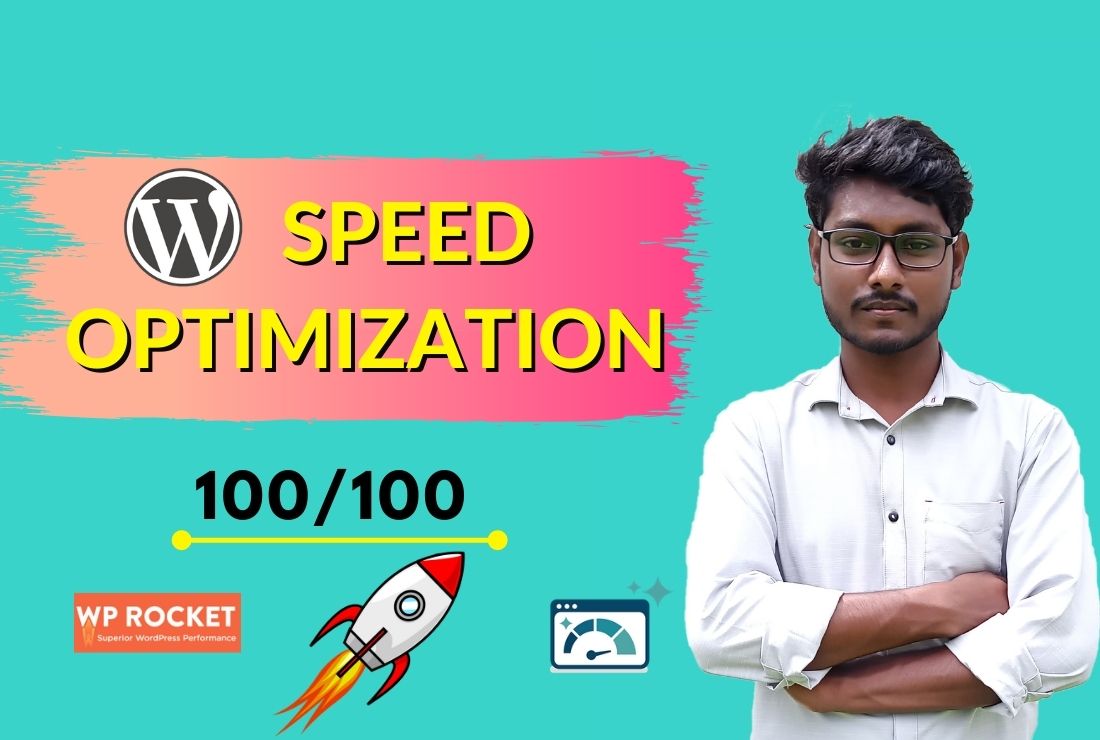 SPEED
OPTIMIZATION
100/100
WP ROCKET
Superior WordPress Performance